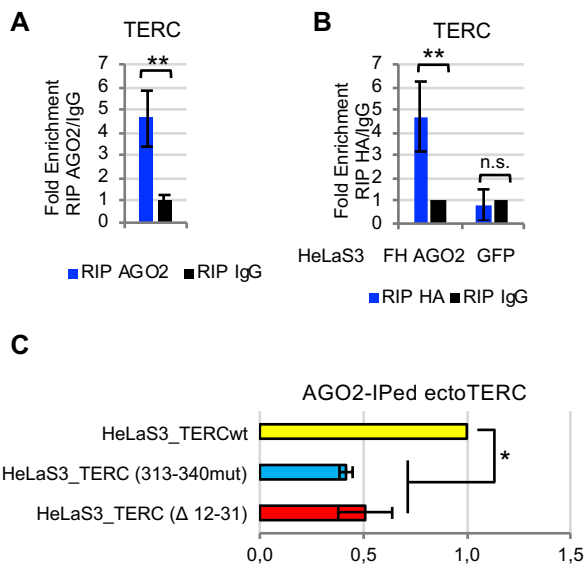 A
TERC
**
Fold Enrichment
RIP AGO2/IgG
7
6
5
4
3
2
1
0
RIP AGO2 RIP IgG
B
TERC
**
n.s.
Fold Enrichment
RIP HA/IgG
7
6
5
4
3
2
1
0
HeLaS3 FH AGO2 GFP
RIP HA RIP IgG
C
AGO2-IPed ectoTERC
HeLaS3_TERCwt
HeLaS3_TERC (313-340mut)
HeLaS3_TERC (Δ 12-31)
*
0,0 0,5 1,0 1,5